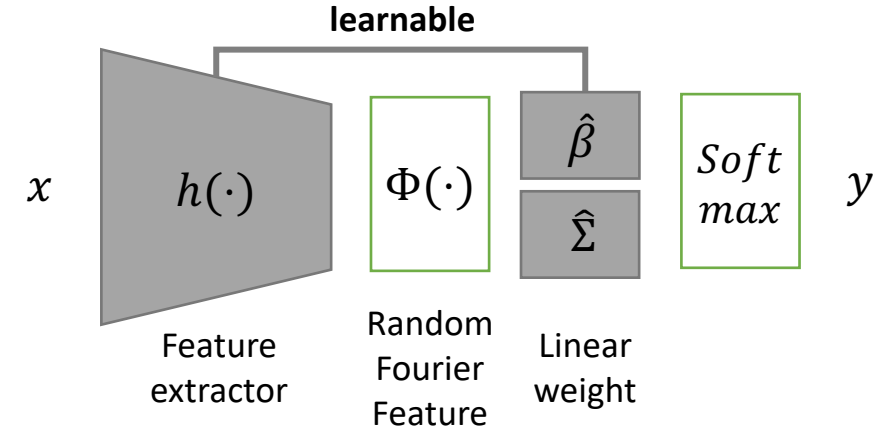 learnable
x
h(·)
Φ(·)
β̂
Σ̂
Soft
max
y
Feature
extractor
Random
Fourier
Feature
Linear
weight